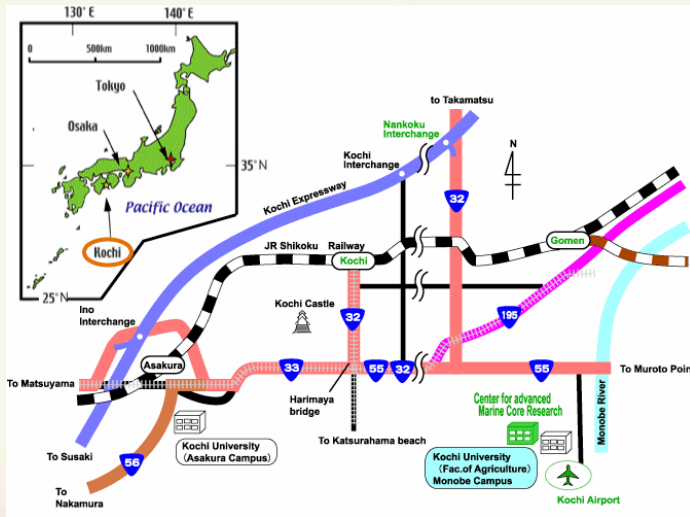 130°E
140°E
0
500km
1000km
Tokyo
Osaka
35°N
Pacific Ocean
Kochi
25°N
to Takamatsu
Nankoku
Interchange
Kochi
Interchange
N
Kochi Expressway
32
JR Shikoku Railway
Kochi
Gomen
Ino
Interchange
Kochi Castle
32
195
Asakura
33
55
32
55
To Matsuyama
To Muroto Poin
Harimaya
bridge
Center for advanced
Marine Core Research
Monobe River
Kochi University
(Asakura Campus)
To Katsurahama beach
To Susaki
56
Kochi University
(Fac.of Agriculture)
Monobe Campus
To
Nakamura
Kochi Airport